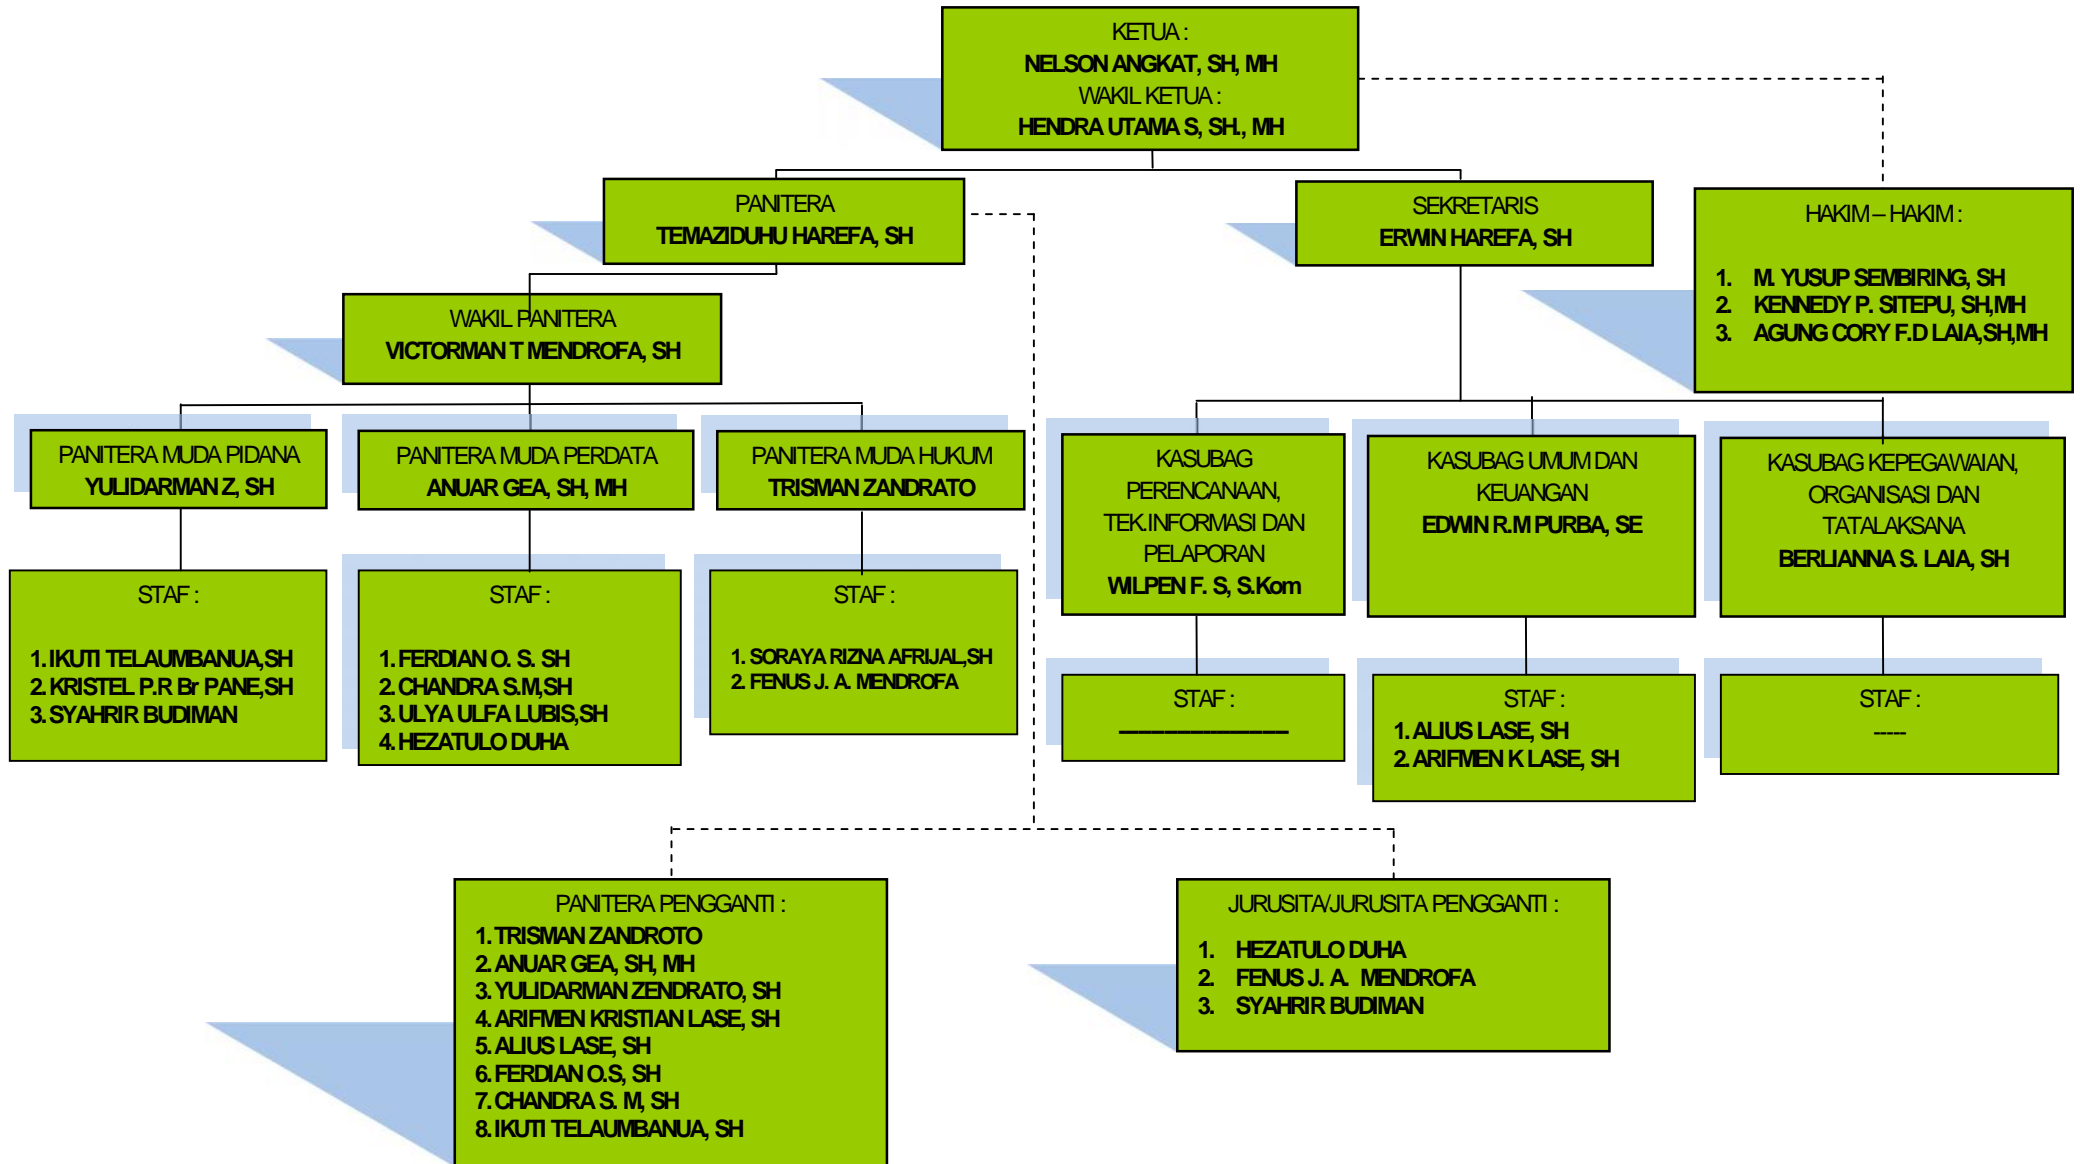 KETUA :
NELSON ANGKAT, SH, MH
WAKIL KETUA :
HENDRA UTAMA S, SH., MH
PANITERA
TEMAZIDUHU HAREFA, SH
SEKRETARIS
ERWIN HAREFA, SH
HAKIM – HAKIM :
1. M. YUSUP SEMBIRING, SH
2. KENNEDY P. SITEPU, SH,MH
3. AGUNG CORY F.D LAIA,SH,MH
WAKIL PANITERA
VICTORMAN T MENDROFA, SH
PANITERA MUDA PIDANA
YULIDARMAN Z, SH
PANITERA MUDA PERDATA
ANUAR GEA, SH, MH
PANITERA MUDA HUKUM
TRISMAN ZANDRATO
KASUBAG
PERENCANAAN,
TEK.INFORMASI DAN
PELAPORAN
WILPEN F. S, S.Kom
KASUBAG UMUM DAN
KEUANGAN
EDWIN R.M PURBA, SE
KASUBAG KEPEGAWAIAN,
ORGANISASI DAN
TATALAKSANA
BERLIANNA S. LAIA, SH
STAF :
1. IKUTI TELAUMBANUA,SH
2. KRISTEL P.R Br PANE,SH
3. SYAHRIR BUDIMAN
STAF :
1. FERDIAN O. S. SH
2. CHANDRA S.M,SH
3. ULYA ULFA LUBIS,SH
4. HEZATULO DUHA
STAF :
1. SORAYA RIZNA AFRIJAL,SH
2. FENUS J. A. MENDROFA
STAF :
--------------------------
STAF :
1. ALIUS LASE, SH
2. ARIFMEN K LASE, SH
STAF :
-----
PANITERA PENGGANTI :
1. TRISMAN ZANDROTO
2. ANUAR GEA, SH, MH
3. YULIDARMAN ZENDRATO, SH
4. ARIFMEN KRISTIAN LASE, SH
5. ALIUS LASE, SH
6. FERDIAN O.S, SH
7. CHANDRA S. M, SH
8. IKUTI TELAUMBANUA, SH
JURUSITA/JURUSITA PENGGANTI :
1. HEZATULO DUHA
2. FENUS J. A. MENDROFA
3. SYAHRIR BUDIMAN